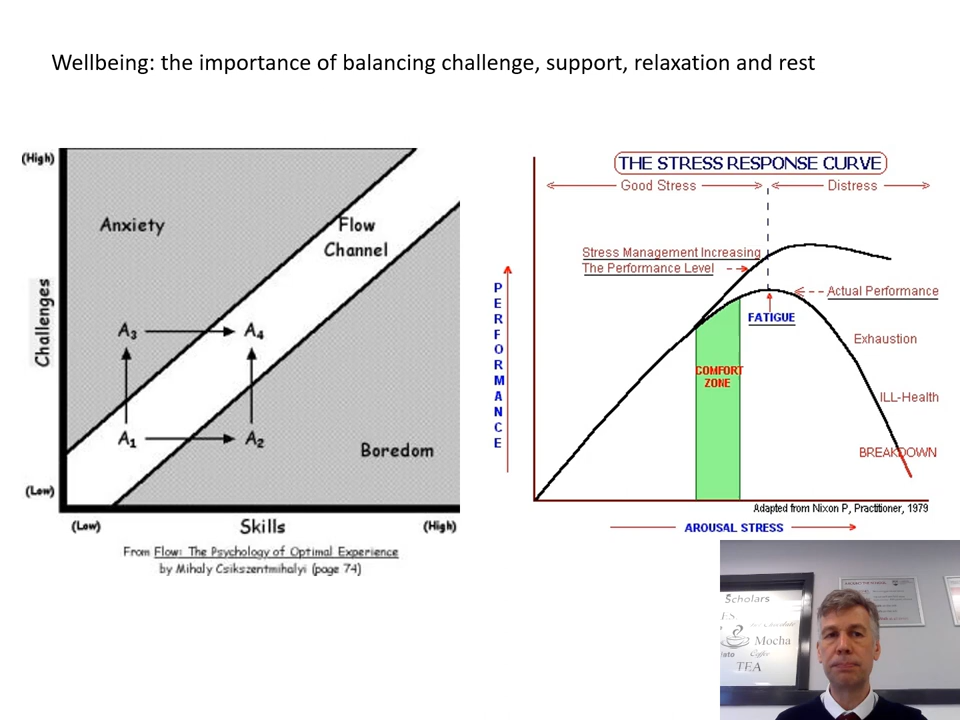 Wellbeing: the importance of balancing challenge, support, relaxation and rest
(High)
Anxiety
Flow
Channel
Challenges
A3
A4
A1
A2
Boredom
(Low)
(Low)
Skills
(High)
From Flow: The Psychology of Optimal Experience
by Mihaly Csikszentmihalyi (page 74)
THE STRESS RESPONSE CURVE
Good Stress
Distress
Stress Management Increasing
The Performance Level
Actual Performance
FATIGUE
PERFORMANCE
COMFORT
ZONE
Exhaustion
ILL-Health
BREAKDOWN
Adapted from Nixon P, Practitioner, 1979
AROUSAL STRESS
Scholars
Mocha
Coffee
TEA